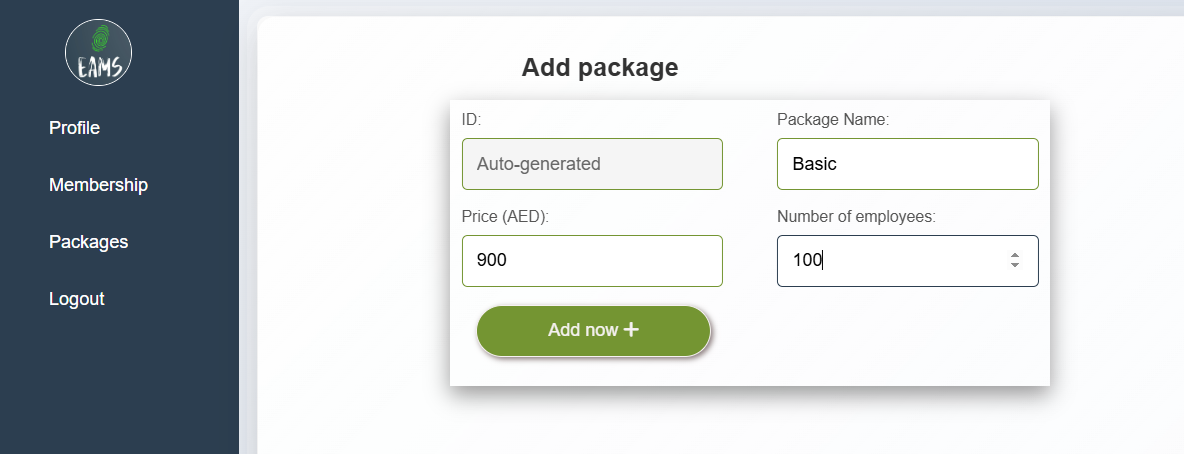 EAMS
Profile
Membership
Packages
Logout
Add package
ID:
Auto-generated
Package Name:
Basic
Price (AED):
900
Number of employees:
100
Add now +